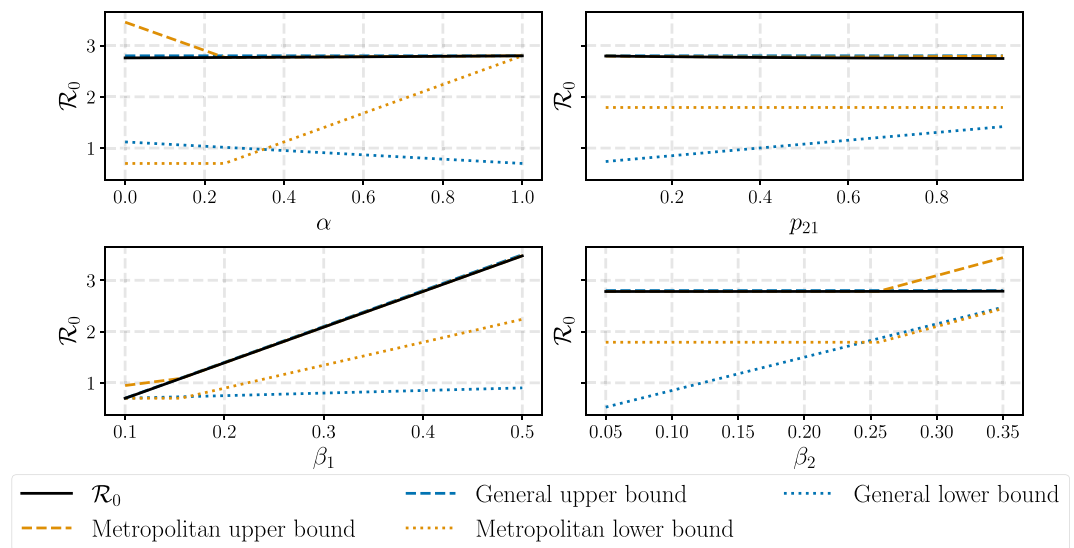 3
2
1
R₀
0.0 0.2 0.4 0.6 0.8 1.0
α
R₀
0.2 0.4 0.6 0.8
p₂₁
3
2
1
R₀
0.1 0.2 0.3 0.4 0.5
β₁
R₀
0.05 0.10 0.15 0.20 0.25 0.30 0.35
β₂
R₀ General upper bound General lower bound
Metropolitan upper bound Metropolitan lower bound